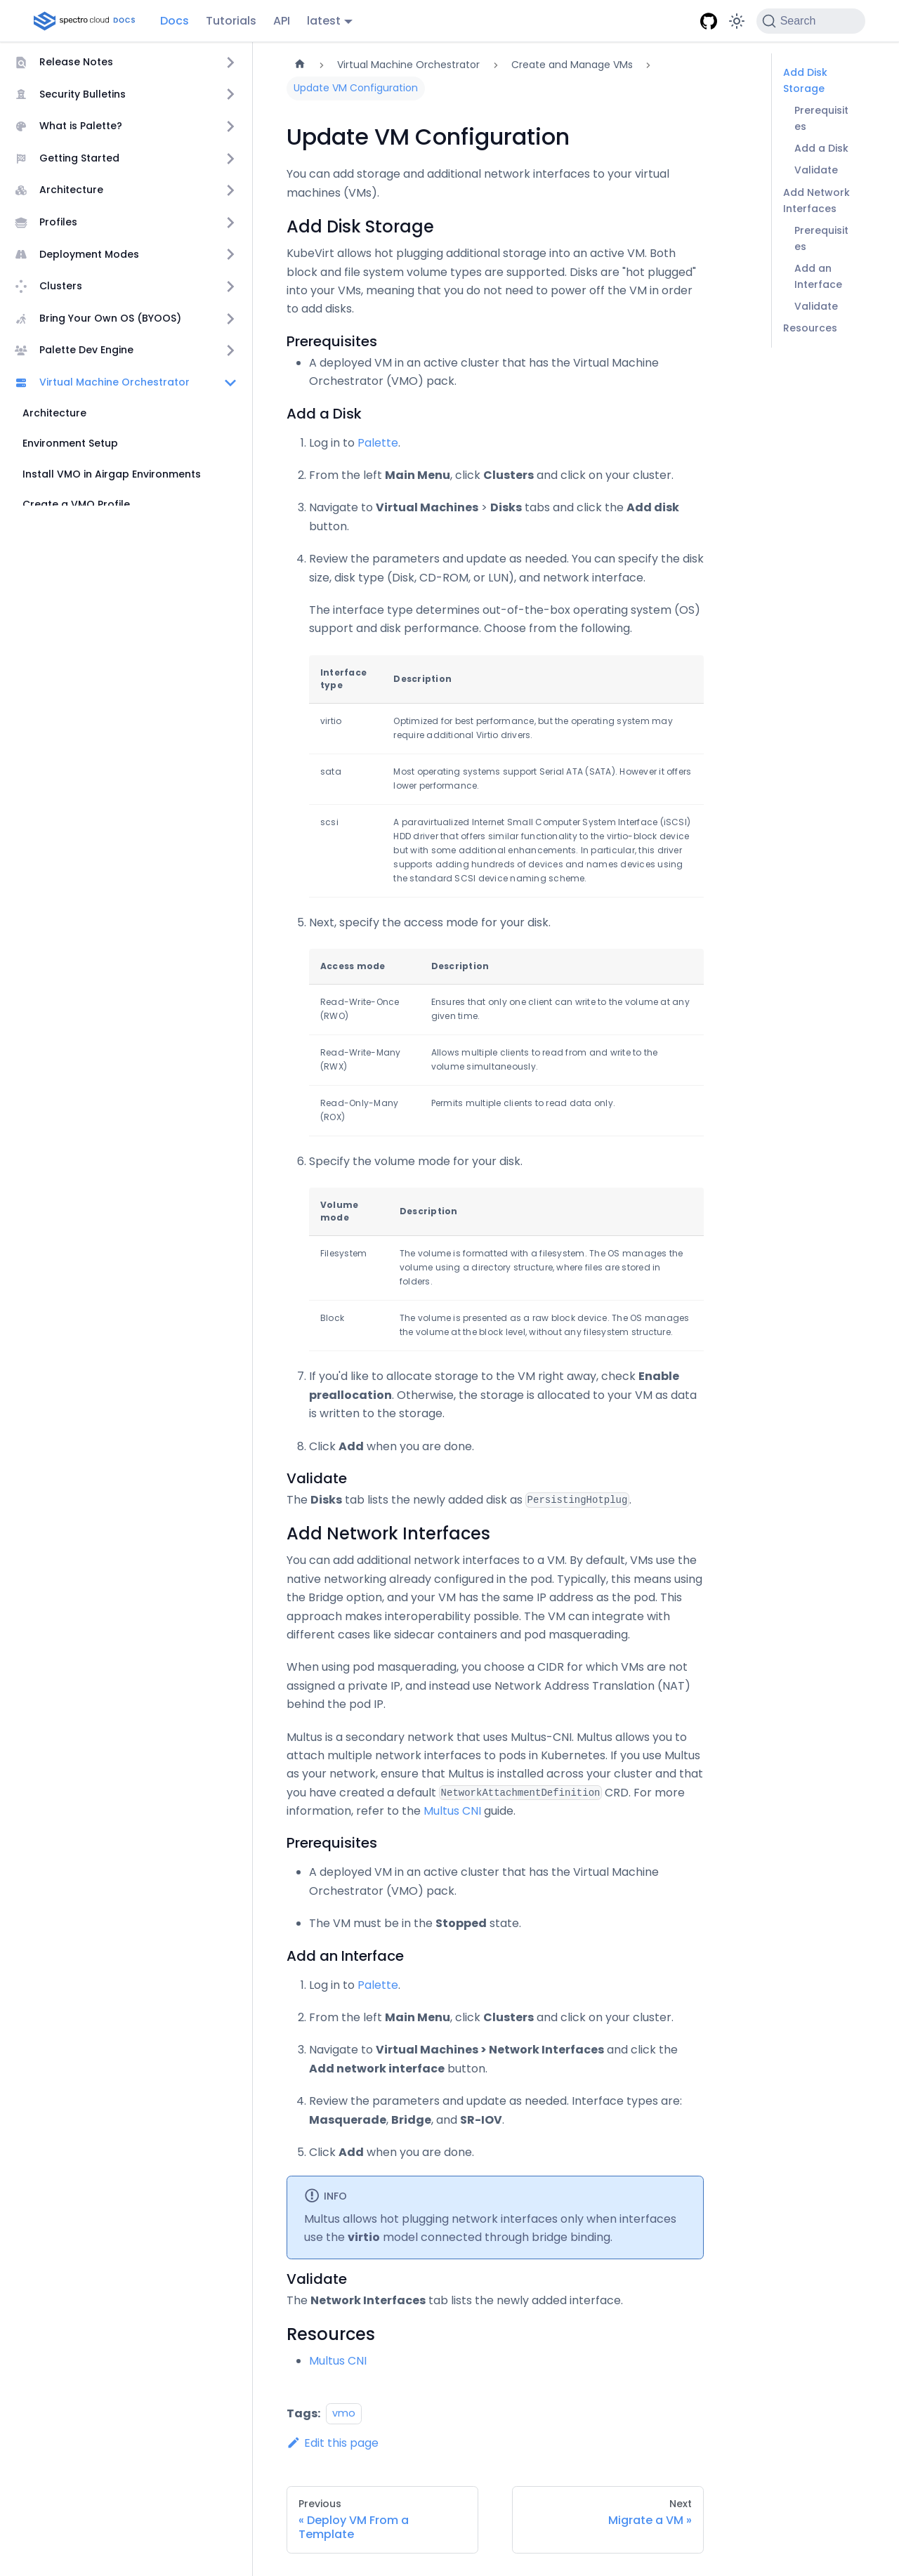 spectro cloud DOCS Docs Tutorials API latest Search
Release Notes
Security Bulletins
What is Palette?
Getting Started
Architecture
Profiles
Deployment Modes
Clusters
Bring Your Own OS (BYOOS)
Palette Dev Engine
Virtual Machine Orchestrator
Architecture
Environment Setup
Install VMO in Airgap Environments
Create a VMO Profile
Virtual Machine Orchestrator > Create and Manage VMs >
Update VM Configuration
Update VM Configuration
You can add storage and additional network interfaces to your virtual
machines (VMs).
Add Disk Storage
KubeVirt allows hot plugging additional storage into an active VM. Both
block and file system volume types are supported. Disks are "hot plugged"
into your VMs, meaning that you do not need to power off the VM in order
to add disks.
Prerequisites
A deployed VM in an active cluster that has the Virtual Machine
Orchestrator (VMO) pack.
Add a Disk
1. Log in to Palette.
2. From the left Main Menu, click Clusters and click on your cluster.
3. Navigate to Virtual Machines > Disks tabs and click the Add disk
button.
4. Review the parameters and update as needed. You can specify the disk
size, disk type (Disk, CD-ROM, or LUN), and network interface.
The interface type determines out-of-the-box operating system (OS)
support and disk performance. Choose from the following.
Interface
type
Description
virtio
Optimized for best performance, but the operating system may
require additional Virtio drivers.
sata
Most operating systems support Serial ATA (SATA). However it offers
lower performance.
scsi
A paravirtualized Internet Small Computer System Interface (iSCSI)
HDD driver that offers similar functionality to the virtio-block device
but with some additional enhancements. In particular, this driver
supports adding hundreds of devices and names devices using
the standard SCSI device naming scheme.
5. Next, specify the access mode for your disk.
Access mode
Description
Read-Write-Once
(RWO)
Ensures that only one client can write to the volume at any
given time.
Read-Write-Many
(RWX)
Allows multiple clients to read from and write to the
volume simultaneously.
Read-Only-Many
(ROX)
Permits multiple clients to read data only.
6. Specify the volume mode for your disk.
Volume
mode
Description
Filesystem
The volume is formatted with a filesystem. The OS manages the
volume using a directory structure, where files are stored in
folders.
Block
The volume is presented as a raw block device. The OS manages
the volume at the block level, without any filesystem structure.
7. If you'd like to allocate storage to the VM right away, check Enable
preallocation. Otherwise, the storage is allocated to your VM as data
is written to the storage.
8. Click Add when you are done.
Validate
The Disks tab lists the newly added disk as PersistingHotplug.
Add Network Interfaces
You can add additional network interfaces to a VM. By default, VMs use the
native networking already configured in the pod. Typically, this means using
the Bridge option, and your VM has the same IP address as the pod. This
approach makes interoperability possible. The VM can integrate with
different cases like sidecar containers and pod masquerading.
When using pod masquerading, you choose a CIDR for which VMs are not
assigned a private IP, and instead use Network Address Translation (NAT)
behind the pod IP.
Multus is a secondary network that uses Multus-CNI. Multus allows you to
attach multiple network interfaces to pods in Kubernetes. If you use Multus
as your network, ensure that Multus is installed across your cluster and that
you have created a default NetworkAttachmentDefinition CRD. For more
information, refer to the Multus CNI guide.
Prerequisites
A deployed VM in an active cluster that has the Virtual Machine
Orchestrator (VMO) pack.
The VM must be in the Stopped state.
Add an Interface
1. Log in to Palette.
2. From the left Main Menu, click Clusters and click on your cluster.
3. Navigate to Virtual Machines > Network Interfaces and click the
Add network interface button.
4. Review the parameters and update as needed. Interface types are:
Masquerade, Bridge, and SR-IOV.
5. Click Add when you are done.
INFO
Multus allows hot plugging network interfaces only when interfaces
use the virtio model connected through bridge binding.
Validate
The Network Interfaces tab lists the newly added interface.
Resources
Multus CNI
Tags: vmo
Edit this page
Previous
« Deploy VM From a
Template
Next
Migrate a VM »
Add Disk
Storage
Prerequisit
es
Add a Disk
Validate
Add Network
Interfaces
Prerequisit
es
Add an
Interface
Validate
Resources